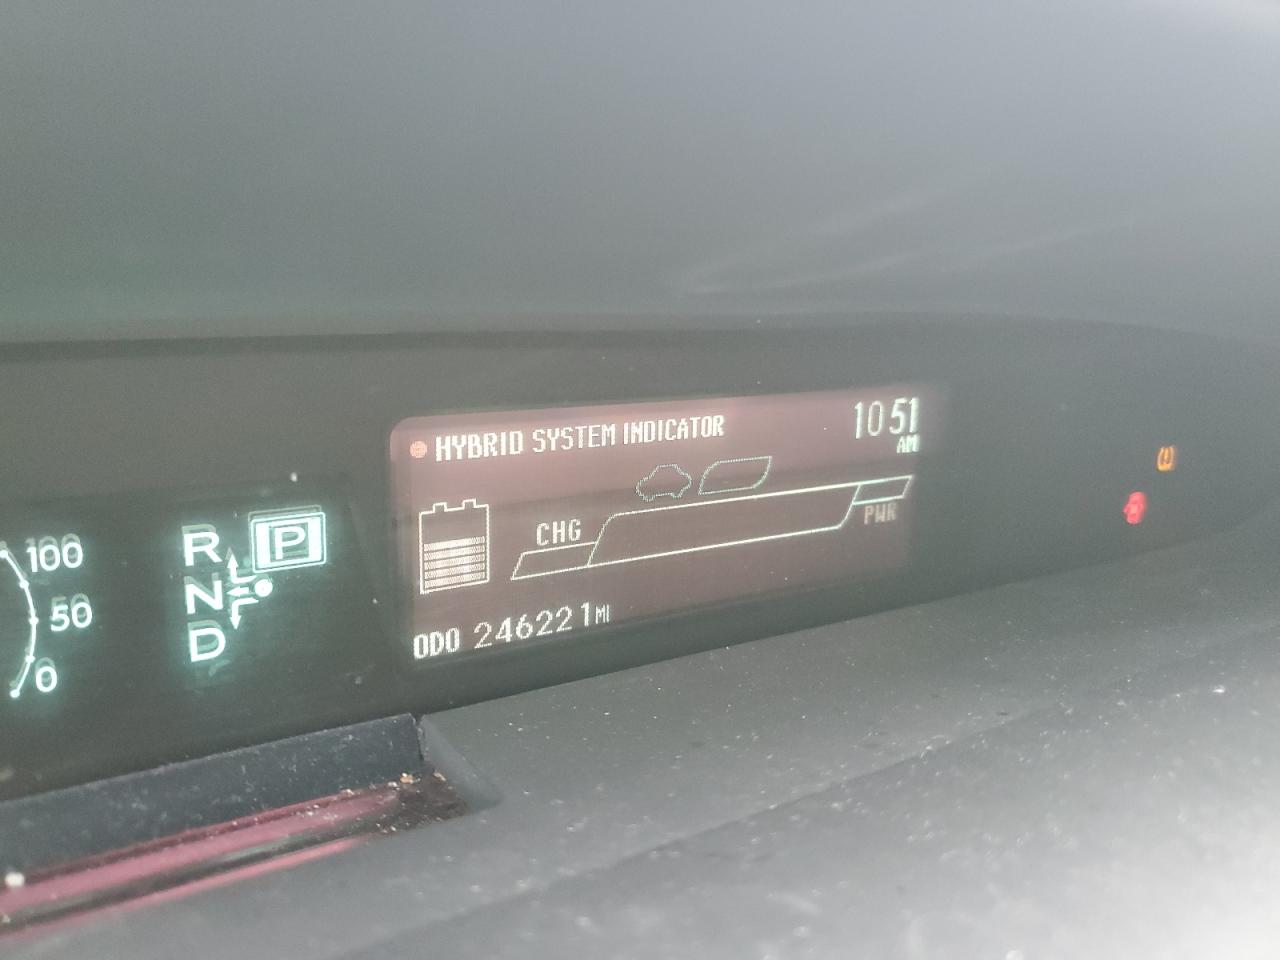 HYBRID SYSTEM INDICATOR
10 51
AM
CHG
PWR
ODO 246221 MI
R
P
N
D
100
50
0